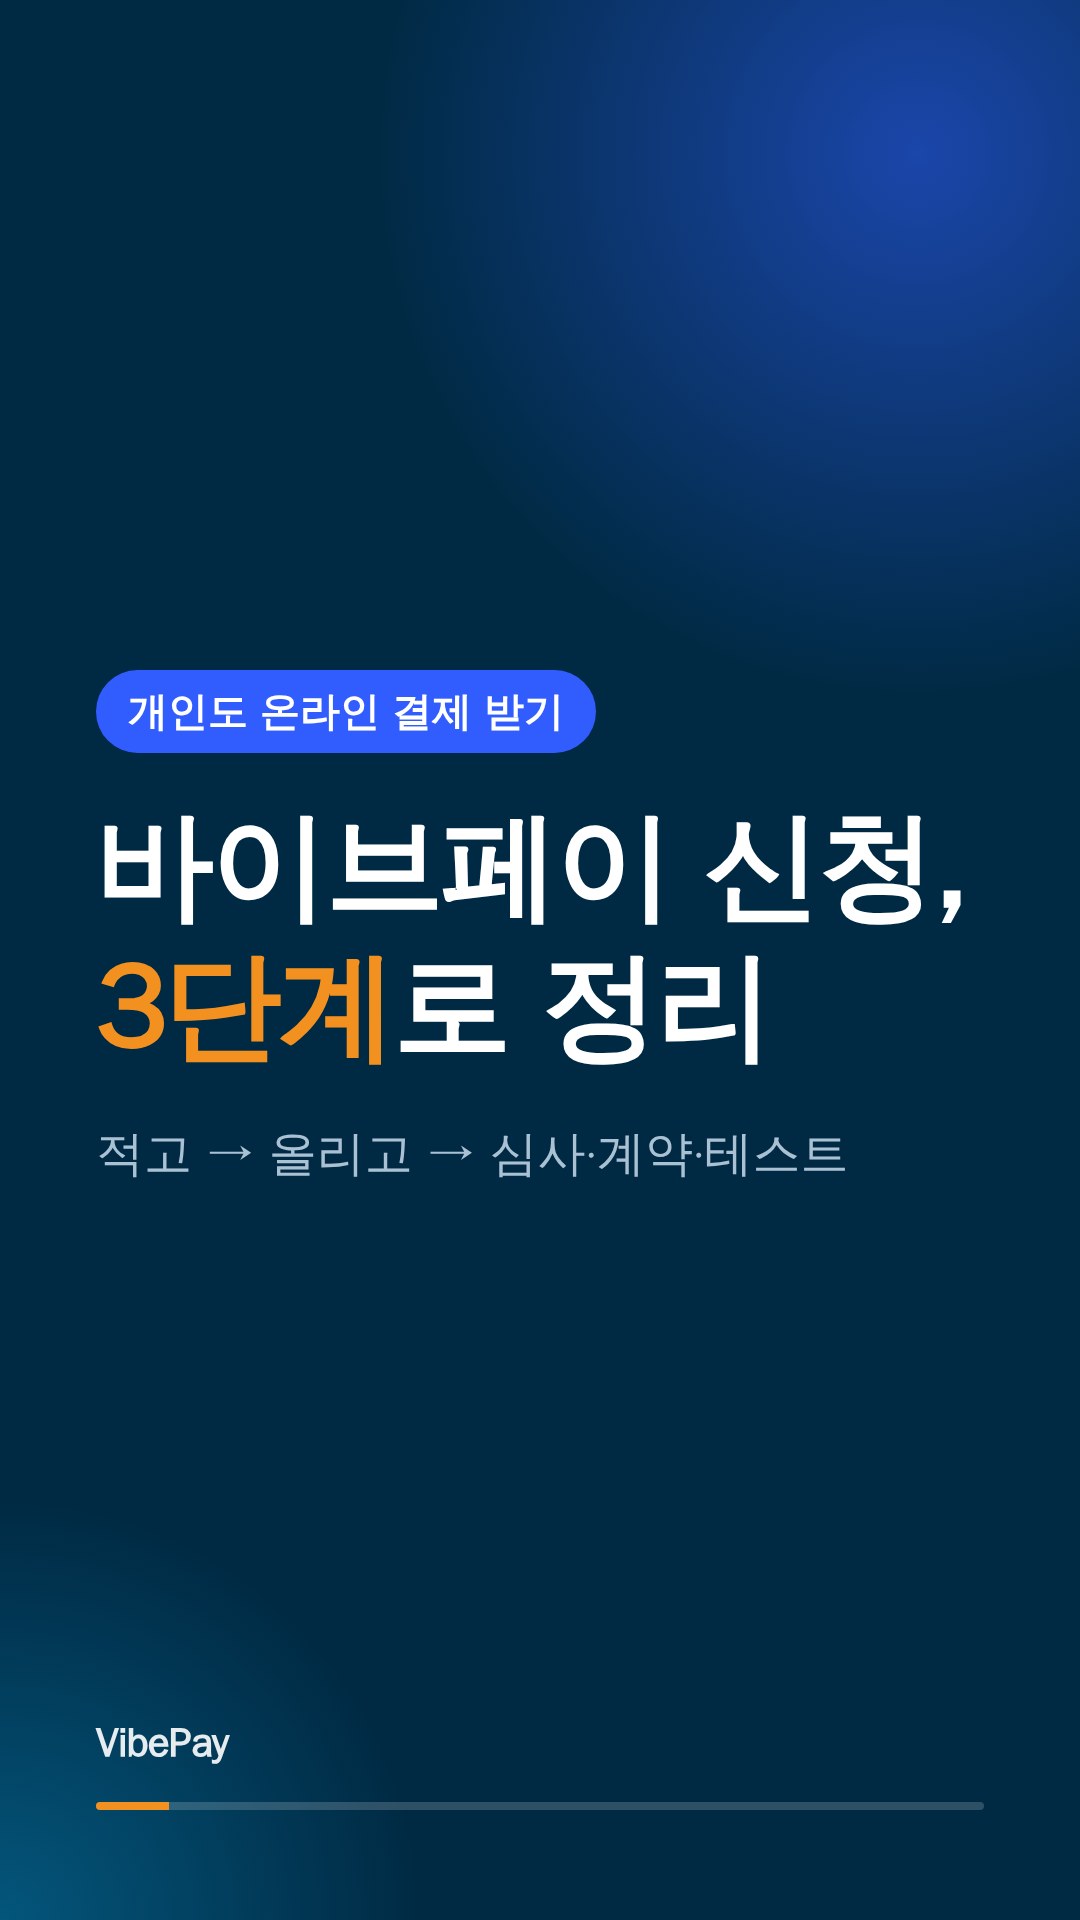 개인도 온라인 결제 받기
바이브페이 신청,
3단계로 정리
적고 → 올리고 → 심사·계약·테스트
VibePay